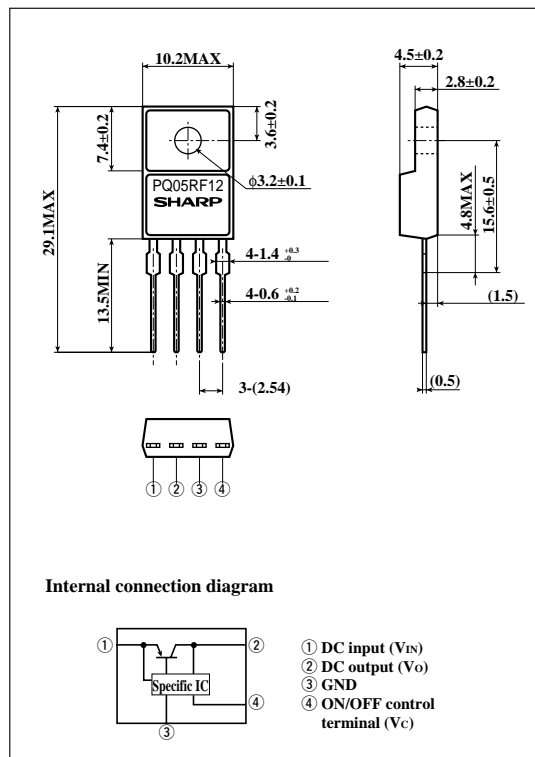 10.2MAX
4.5±0.2
2.8±0.2
7.4±0.2
3.6±0.2
29.1MAX
PQ05RF12
SHARP
ϕ3.2±0.1
4.8MAX
15.6±0.5
13.5MIN
4-1.4 +0.3 -0
4-0.6 +0.2 -0.1
(1.5)
3-(2.54)
(0.5)
① ② ③ ④
Internal connection diagram
①
②
Specific IC
④
③
① DC input (VIN)
② DC output (VO)
③ GND
④ ON/OFF control
terminal (VC)